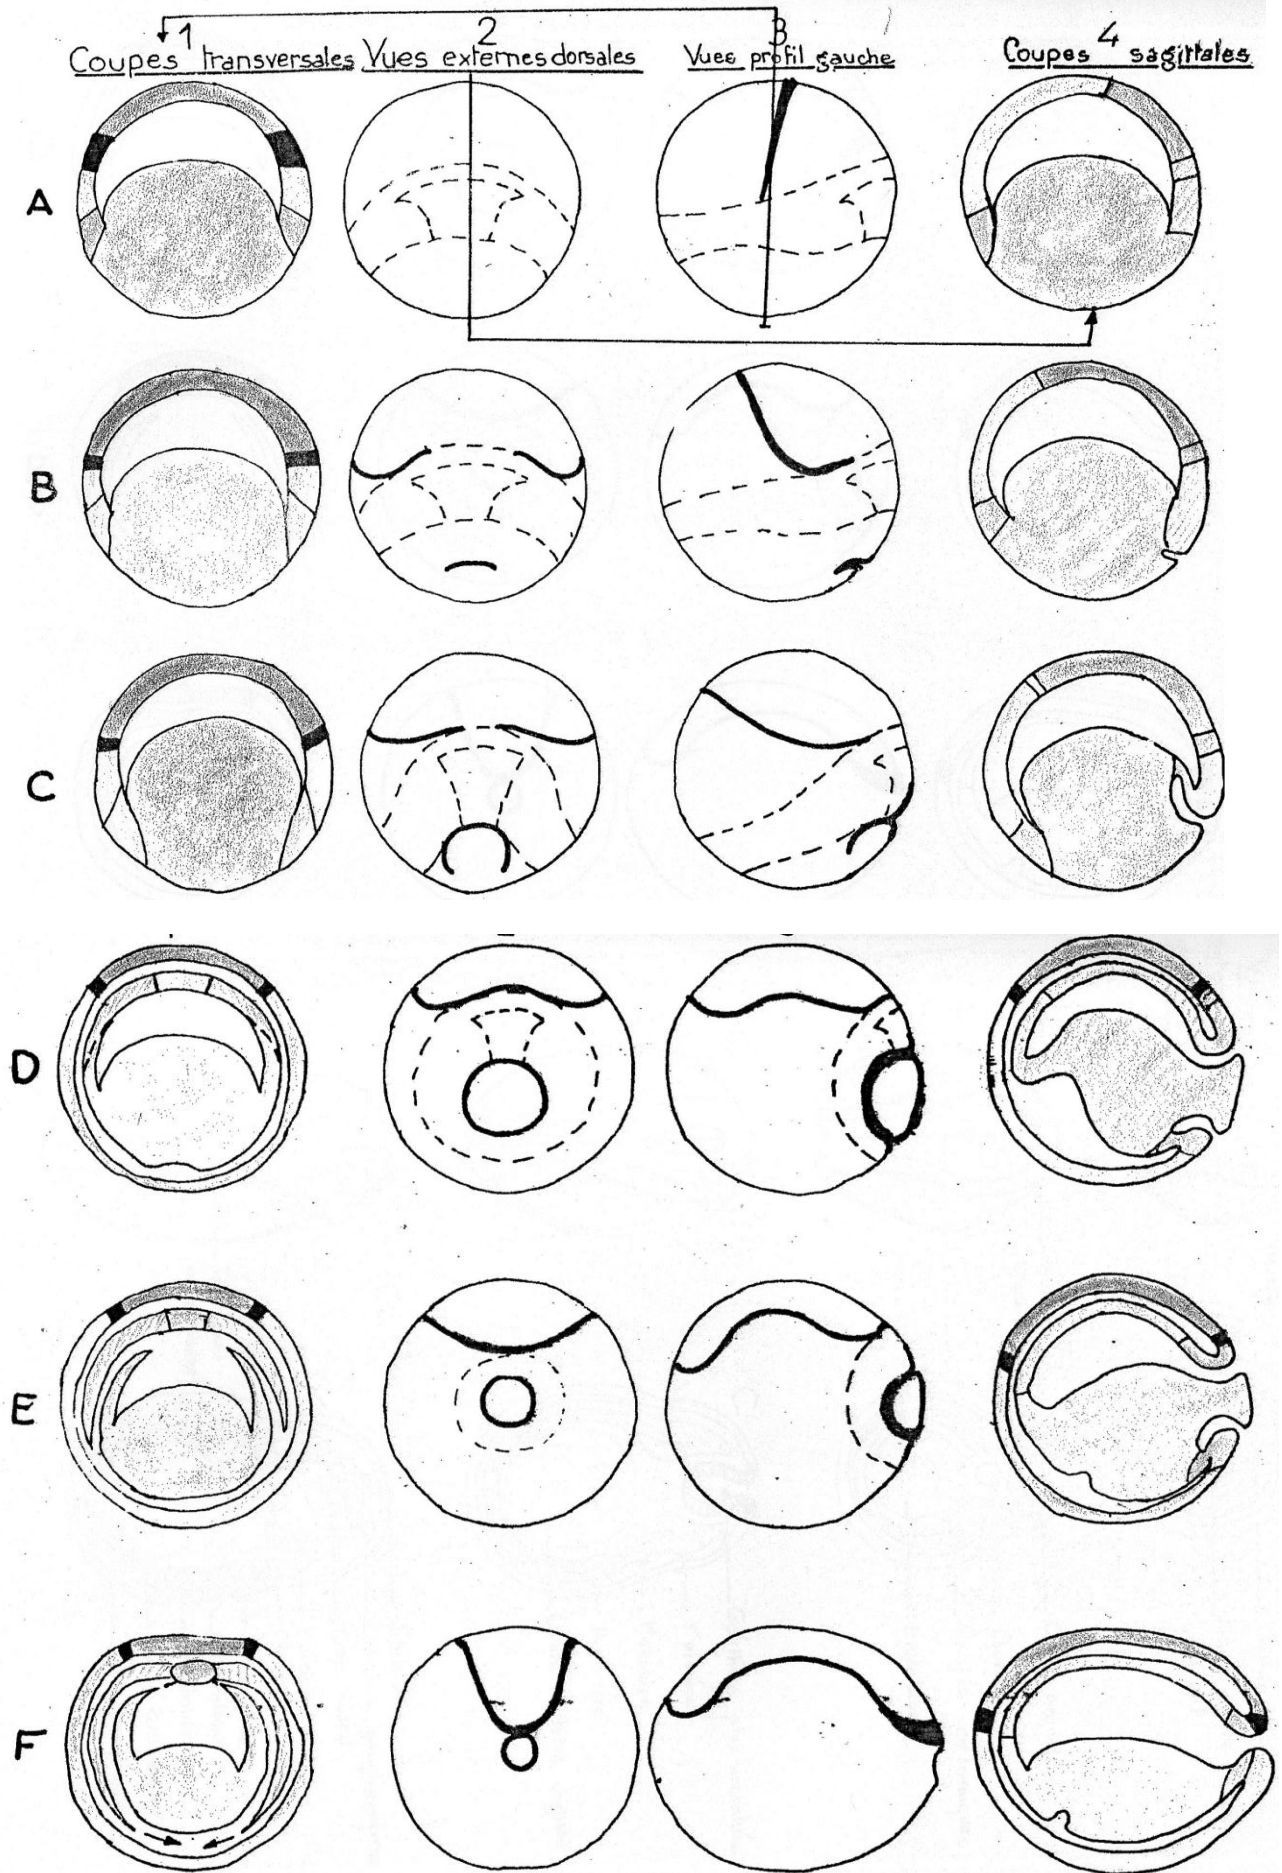 1 2 3 4
Coupes transversales Vues externes dorsales Vues profil gauche Coupes sagittales
A
B
C
D
E
F